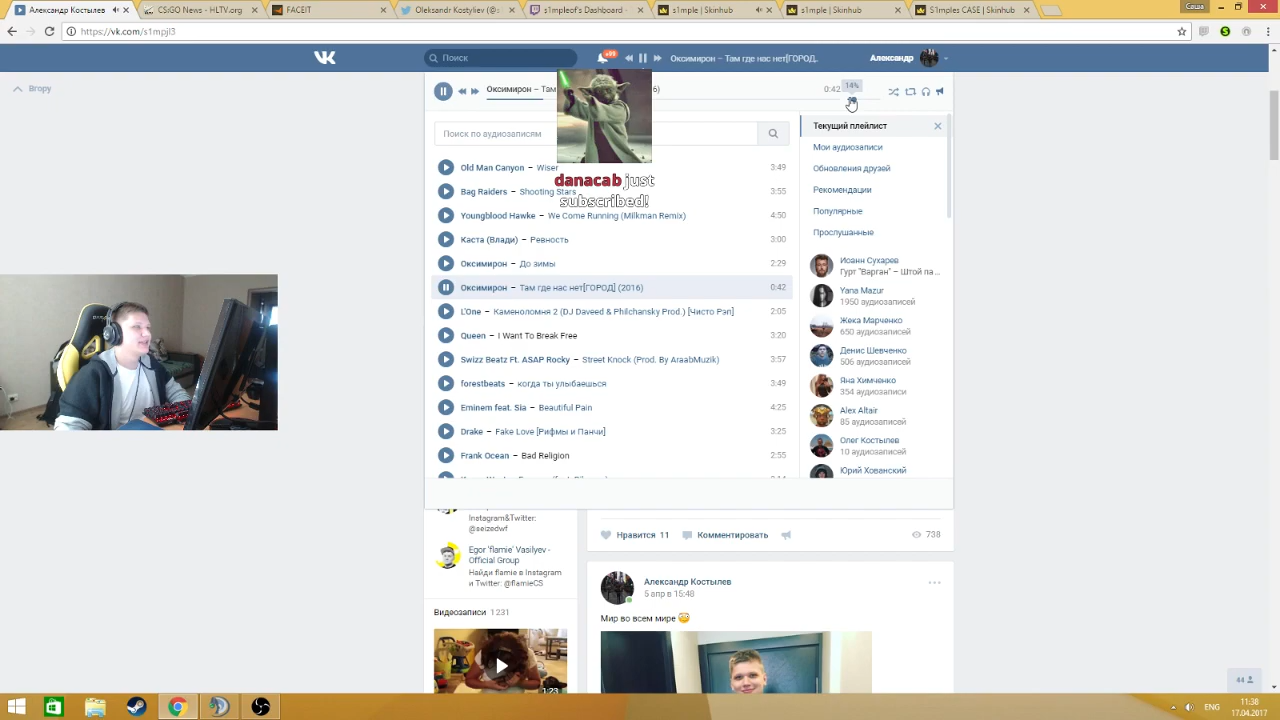 Александр Костылев
CSGO News - HLTV.org
FACEIT
Oleksandr Kostyliev (@
simpledgoof's - Twitch
s1mple | Skinhub
s1mple | Skinhub
S1mples CASE | Skinhub
Саша
https://vk.com/s1mpjl3
Поиск
+99
Оксимирон – Там где нас нет[ГОРОД..
Александр
Вгору
Оксимирон – Там
6)
0:42
14%
danacab just
subscribed!
Поиск по аудиозаписям
Old Man Canyon – Wiser
3:49
Bag Raiders – Shooting Stars
3:55
Youngblood Hawke – We Come Running (Milkman Remix)
4:50
Каста (Влади) – Ревность
3:00
Оксимирон – До зимы
2:29
Оксимирон – Там где нас нет[ГОРОД] (2016)
0:42
L'One – Каменоломня 2 (DJ Daveed & Philchansky Prod.) [Чисто Рэп]
2:05
Queen – I Want To Break Free
3:20
Swizz Beatz Ft. ASAP Rocky – Street Knock (Prod. By AraabMuzik)
3:57
forestbeats – когда ты улыбаешься
3:49
Eminem feat. Sia – Beautiful Pain
4:25
Drake – Fake Love [Рифмы и Панчи]
3:25
Frank Ocean – Bad Religion
2:55
Текущий плейлист
Мои аудиозаписи
Обновления друзей
Рекомендации
Популярные
Прослушанные
Иоанн Сухарев
Гурт "Варган" – Штой па ...
Yana Mazur
1950 аудиозаписей
Жека Марченко
650 аудиозаписей
Денис Шевченко
506 аудиозаписей
Яна Химченко
354 аудиозаписи
Alex Altair
85 аудиозаписей
Олег Костылев
10 аудиозаписей
Юрий Хованский
Instagram&Twitter:
@seizedwf
Egor 'flamie' Vasilyev -
Official Group
Найди flamie в Instagram
и Twitter: @flamieCS
Видеозаписи 1 231
1:23
Нравится 11
Комментировать
738
Александр Костылев
5 апр в 15:48
Мир во всем мире
44
ENG
11:38
17.04.2017